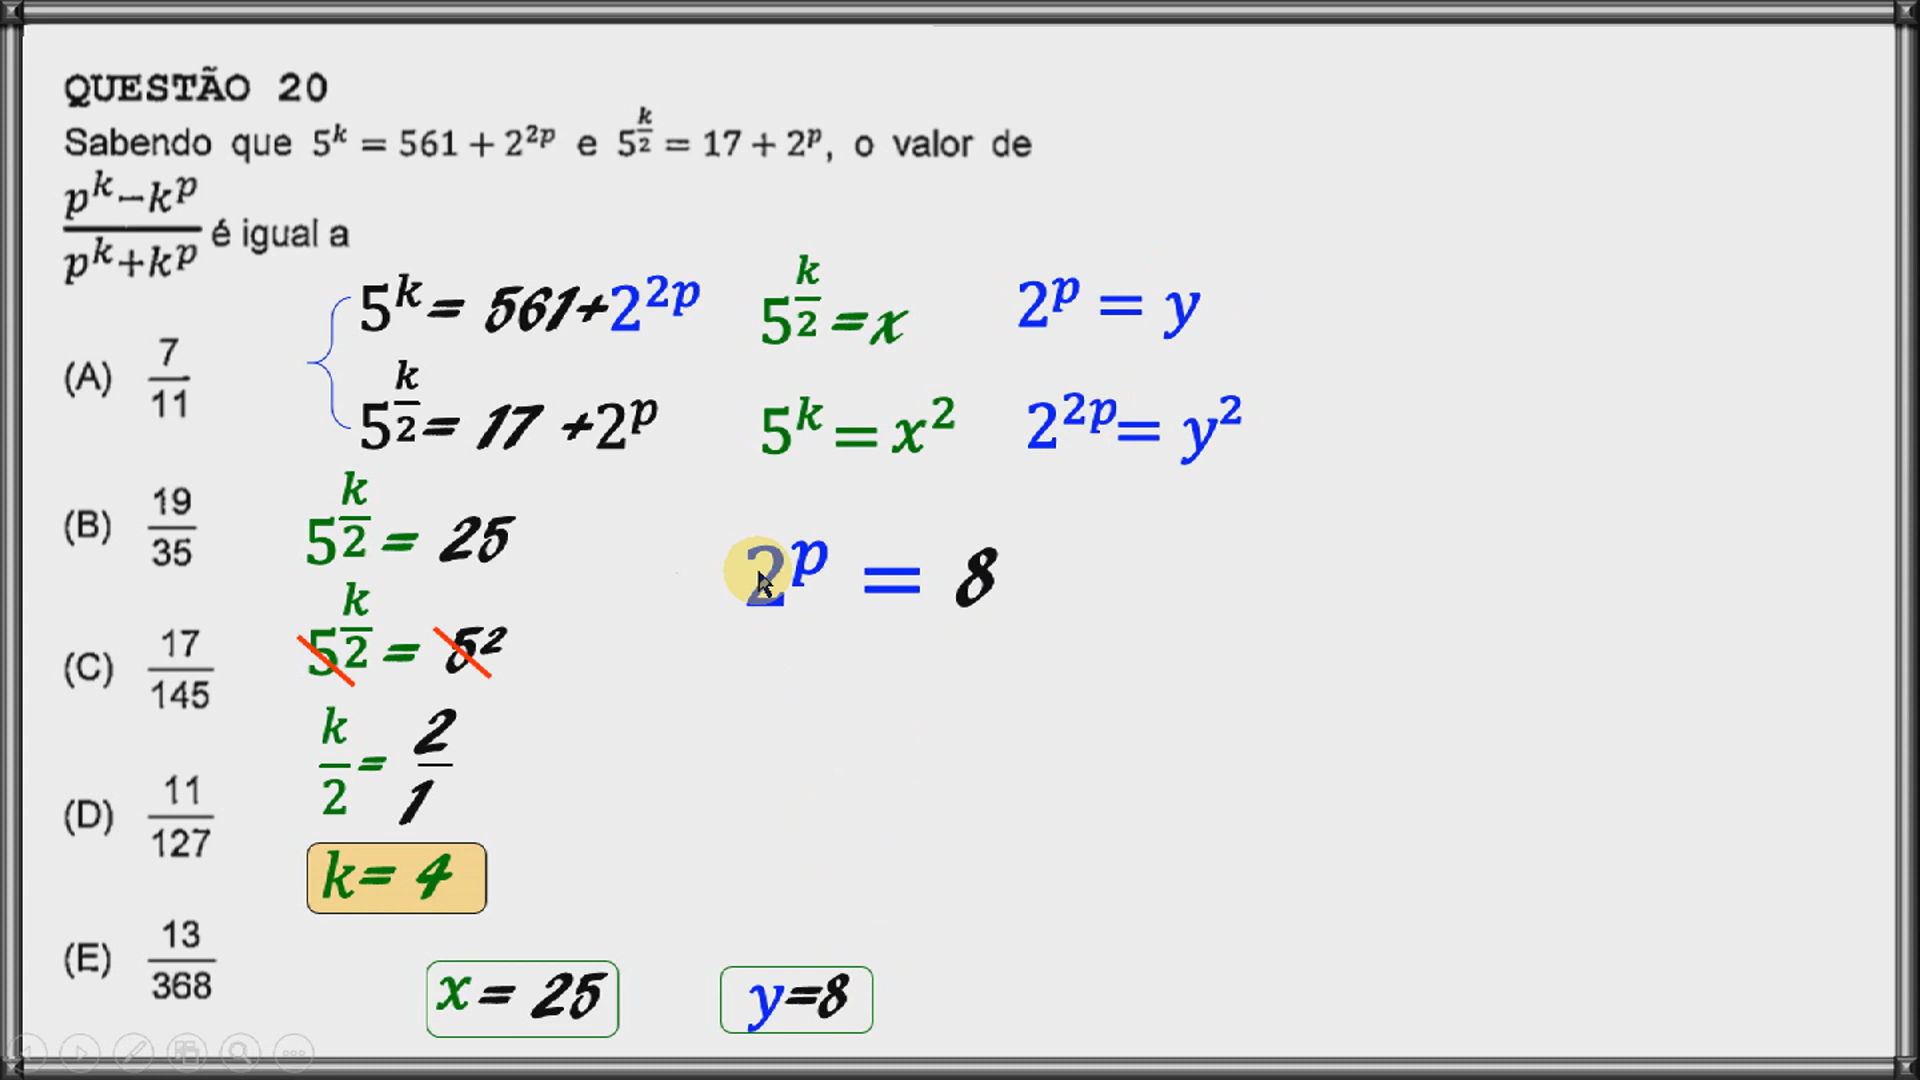 QUESTÃO 20
Sabendo que 5^k = 561 + 2^{2p} e 5^{k/2} = 17 + 2^p, o valor de
\frac{p^k-k^p}{p^k+k^p} é igual a
5^k = 561+2^{2p}
5^{k/2} = x
2^p = y
(A) 7/11
5^{k/2} = 17 +2^p
5^k = x^2
2^{2p} = y^2
(B) 19/35
5^{k/2} = 25
2^p = 8
(C) 17/145
5^{k/2} = 5^2
k/2 = 2/1
(D) 11/127
k= 4
(E) 13/368
x = 25
y=8